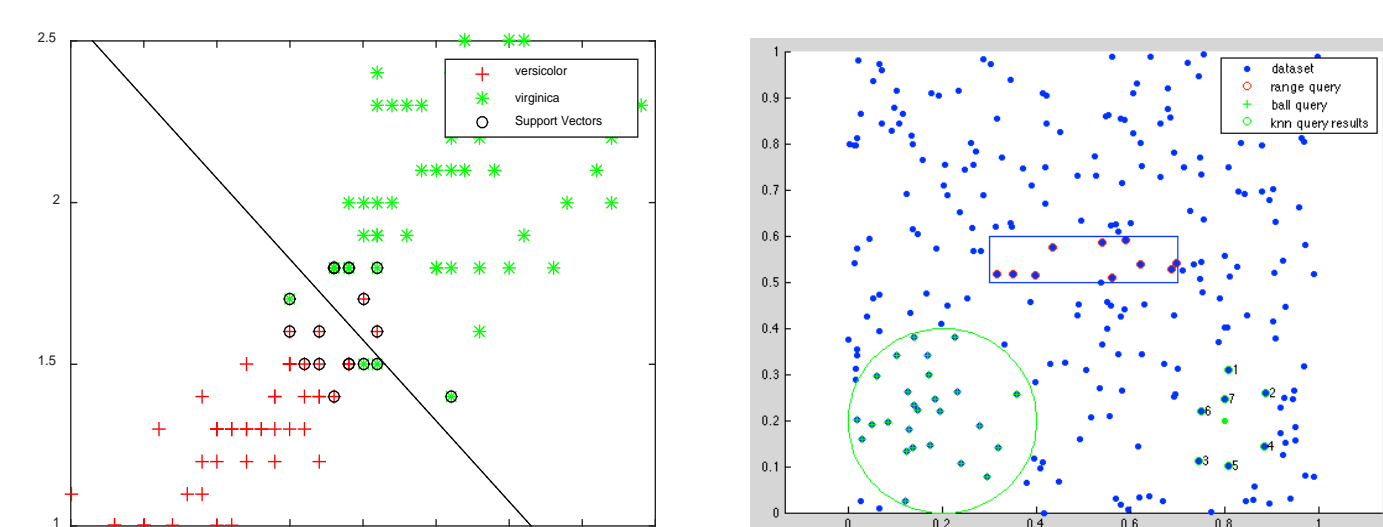 2.5
2
1.5
1
versicolor
virginica
Support Vectors
1
0.9
0.8
0.7
0.6
0.5
0.4
0.3
0.2
0.1
0
dataset
range query
ball query
knn query results
1
2
7
6
4
3
5
0 0.2 0.4 0.6 0.8 1